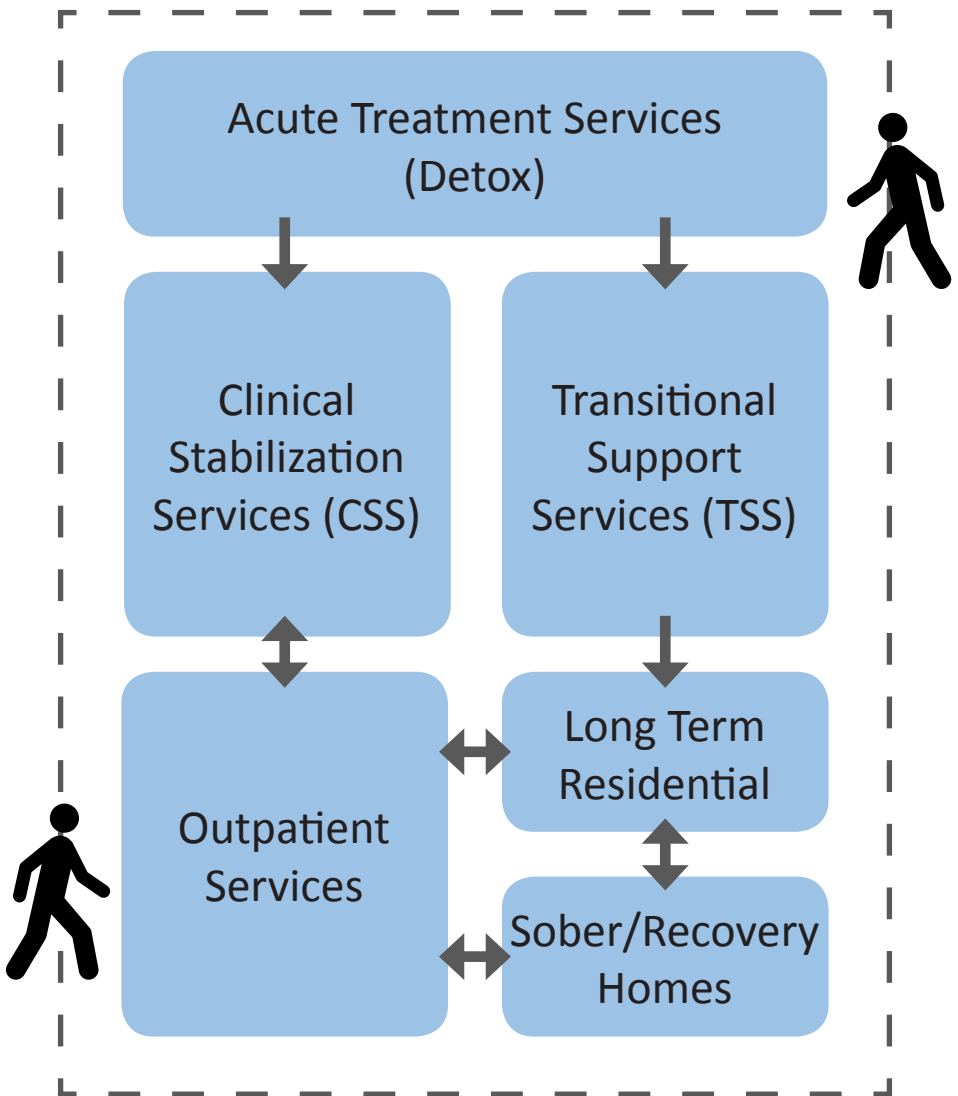 Acute Treatment Services
(Detox)
Clinical
Stabilization
Services (CSS)
Transitional
Support
Services (TSS)
Outpatient
Services
Long Term
Residential
Sober/Recovery
Homes